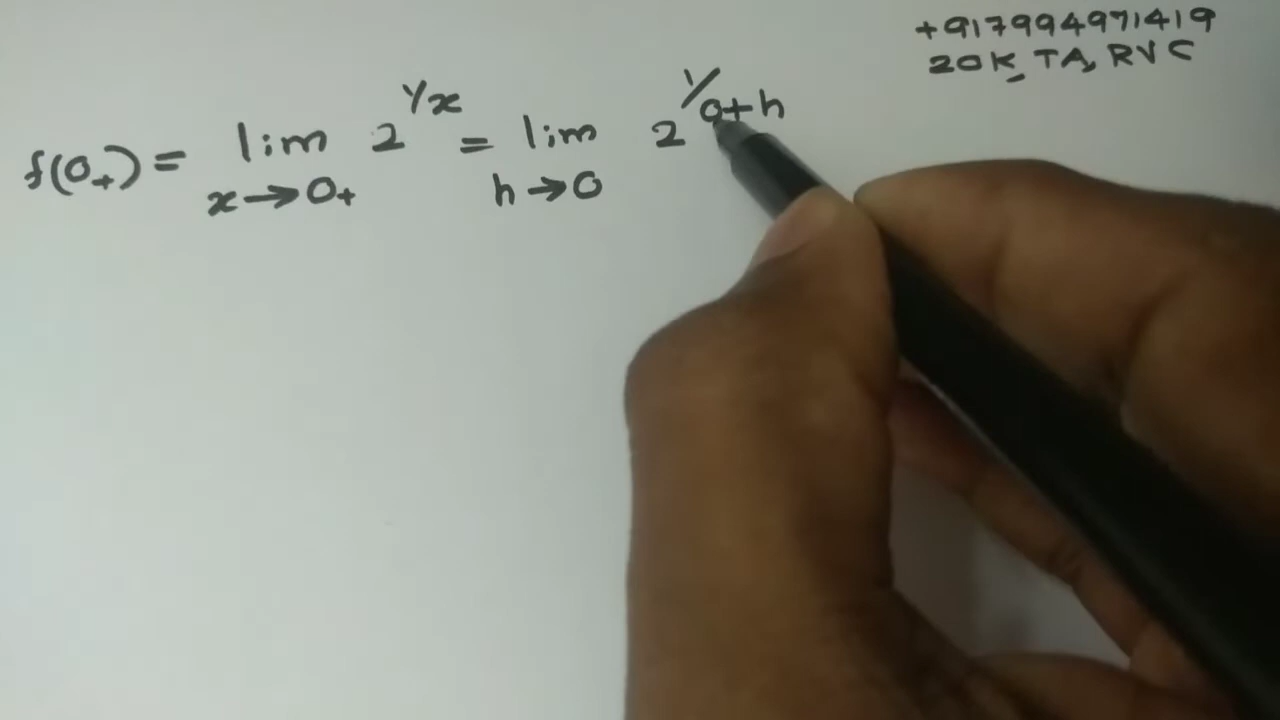 +917994971419
20K, TA, RVC
f(0+) = lim 2^1/x = lim 2^1/0+h
x→0+ h→0